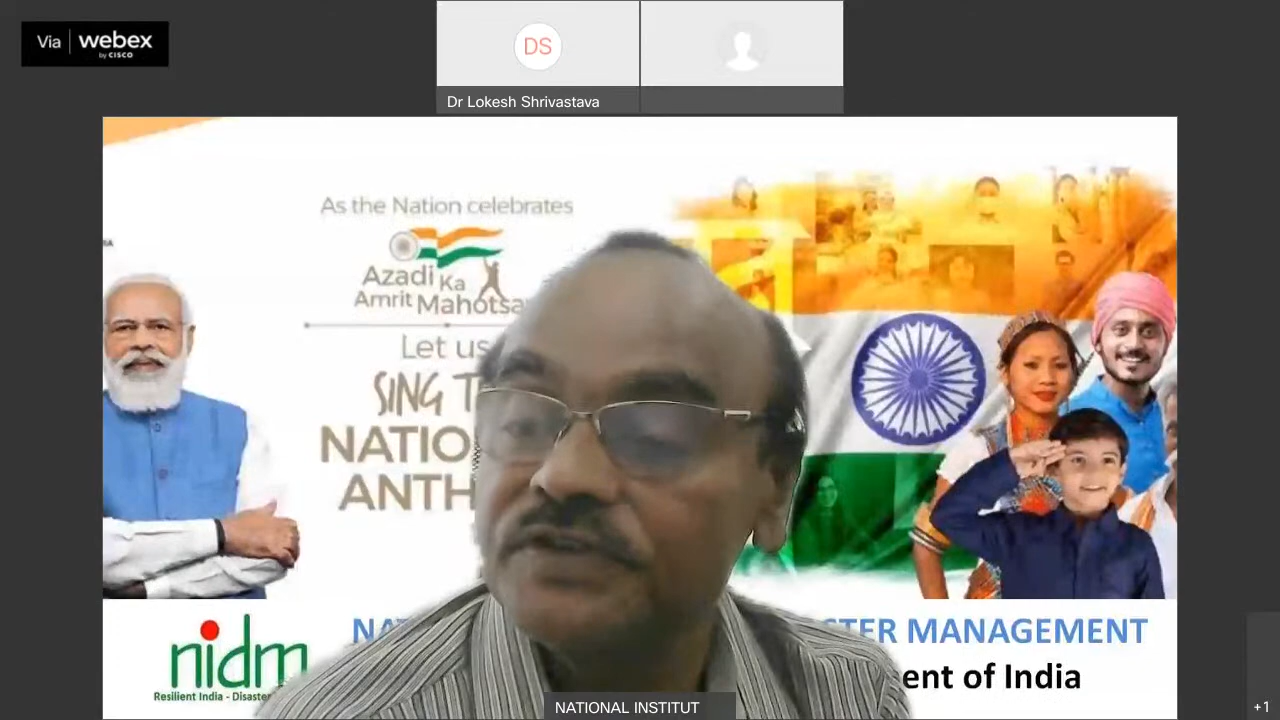 Via webex
by CISCO
DS
Dr Lokesh Shrivastava
As the Nation celebrates
Azadi Ka
Amrit Mahotsa
Let us
SING T
NATIO
ANTH
nidm
Resilient India - Disaster
NA STER MANAGEMENT
ent of India
NATIONAL INSTITUT
+1